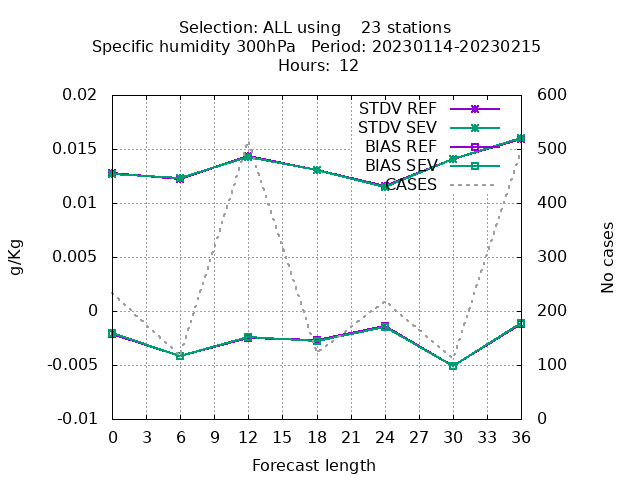 Selection: ALL using    23 stations
Specific humidity 300hPa   Period: 20230114-20230215
Hours:  12
STDV REF
STDV SEV
BIAS REF
BIAS SEV
CASES
g/Kg
0.02
0.015
0.01
0.005
0
-0.005
-0.01
600
500
400
300
200
100
0
No cases
0 3 6 9 12 15 18 21 24 27 30 33 36
Forecast length